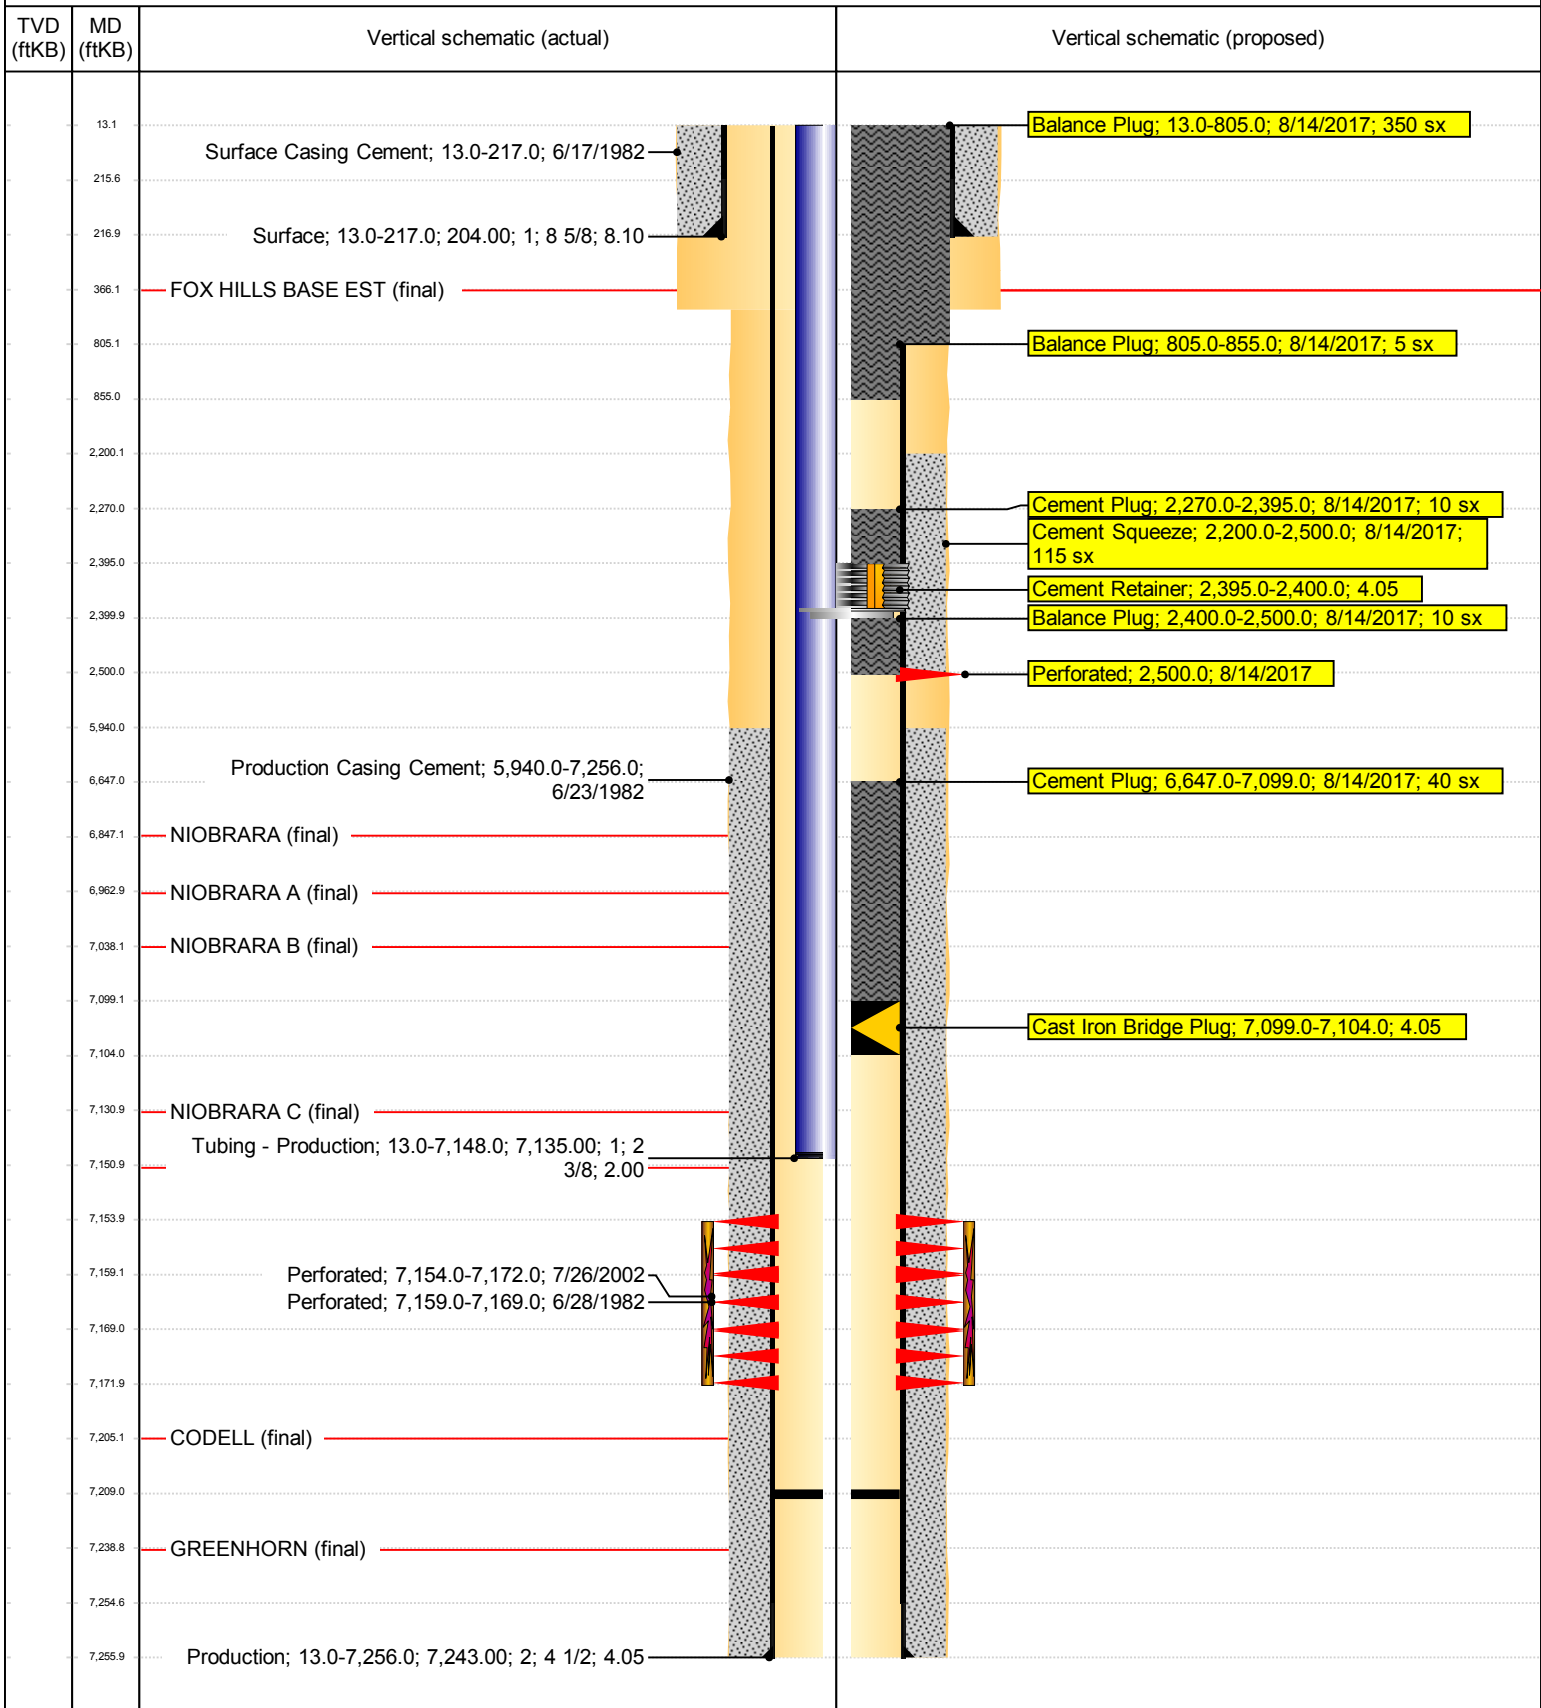 TVD (ftKB)
MD (ftKB)
Vertical schematic (actual)
Vertical schematic (proposed)
13.1
Balance Plug; 13.0-805.0; 8/14/2017; 350 sx
Surface Casing Cement; 13.0-217.0; 6/17/1982
215.6
216.9
Surface; 13.0-217.0; 204.00; 1; 8 5/8; 8.10
366.1
FOX HILLS BASE EST (final)
805.1
Balance Plug; 805.0-855.0; 8/14/2017; 5 sx
855.0
2,200.1
2,270.0
Cement Plug; 2,270.0-2,395.0; 8/14/2017; 10 sx
Cement Squeeze; 2,200.0-2,500.0; 8/14/2017;
115 sx
2,395.0
Cement Retainer; 2,395.0-2,400.0; 4.05
2,399.9
Balance Plug; 2,400.0-2,500.0; 8/14/2017; 10 sx
2,500.0
Perforated; 2,500.0; 8/14/2017
5,940.0
Production Casing Cement; 5,940.0-7,256.0;
6/23/1982
6,647.0
Cement Plug; 6,647.0-7,099.0; 8/14/2017; 40 sx
6,847.1
NIOBRARA (final)
6,962.9
NIOBRARA A (final)
7,038.1
NIOBRARA B (final)
7,099.1
Cast Iron Bridge Plug; 7,099.0-7,104.0; 4.05
7,104.0
7,130.9
NIOBRARA C (final)
Tubing - Production; 13.0-7,148.0; 7,135.00; 1; 2
3/8; 2.00
7,150.9
7,153.9
7,159.1
Perforated; 7,154.0-7,172.0; 7/26/2002
Perforated; 7,159.0-7,169.0; 6/28/1982
7,169.0
7,171.9
7,205.1
CODELL (final)
7,209.0
7,238.8
GREENHORN (final)
7,254.6
7,255.9
Production; 13.0-7,256.0; 7,243.00; 2; 4 1/2; 4.05